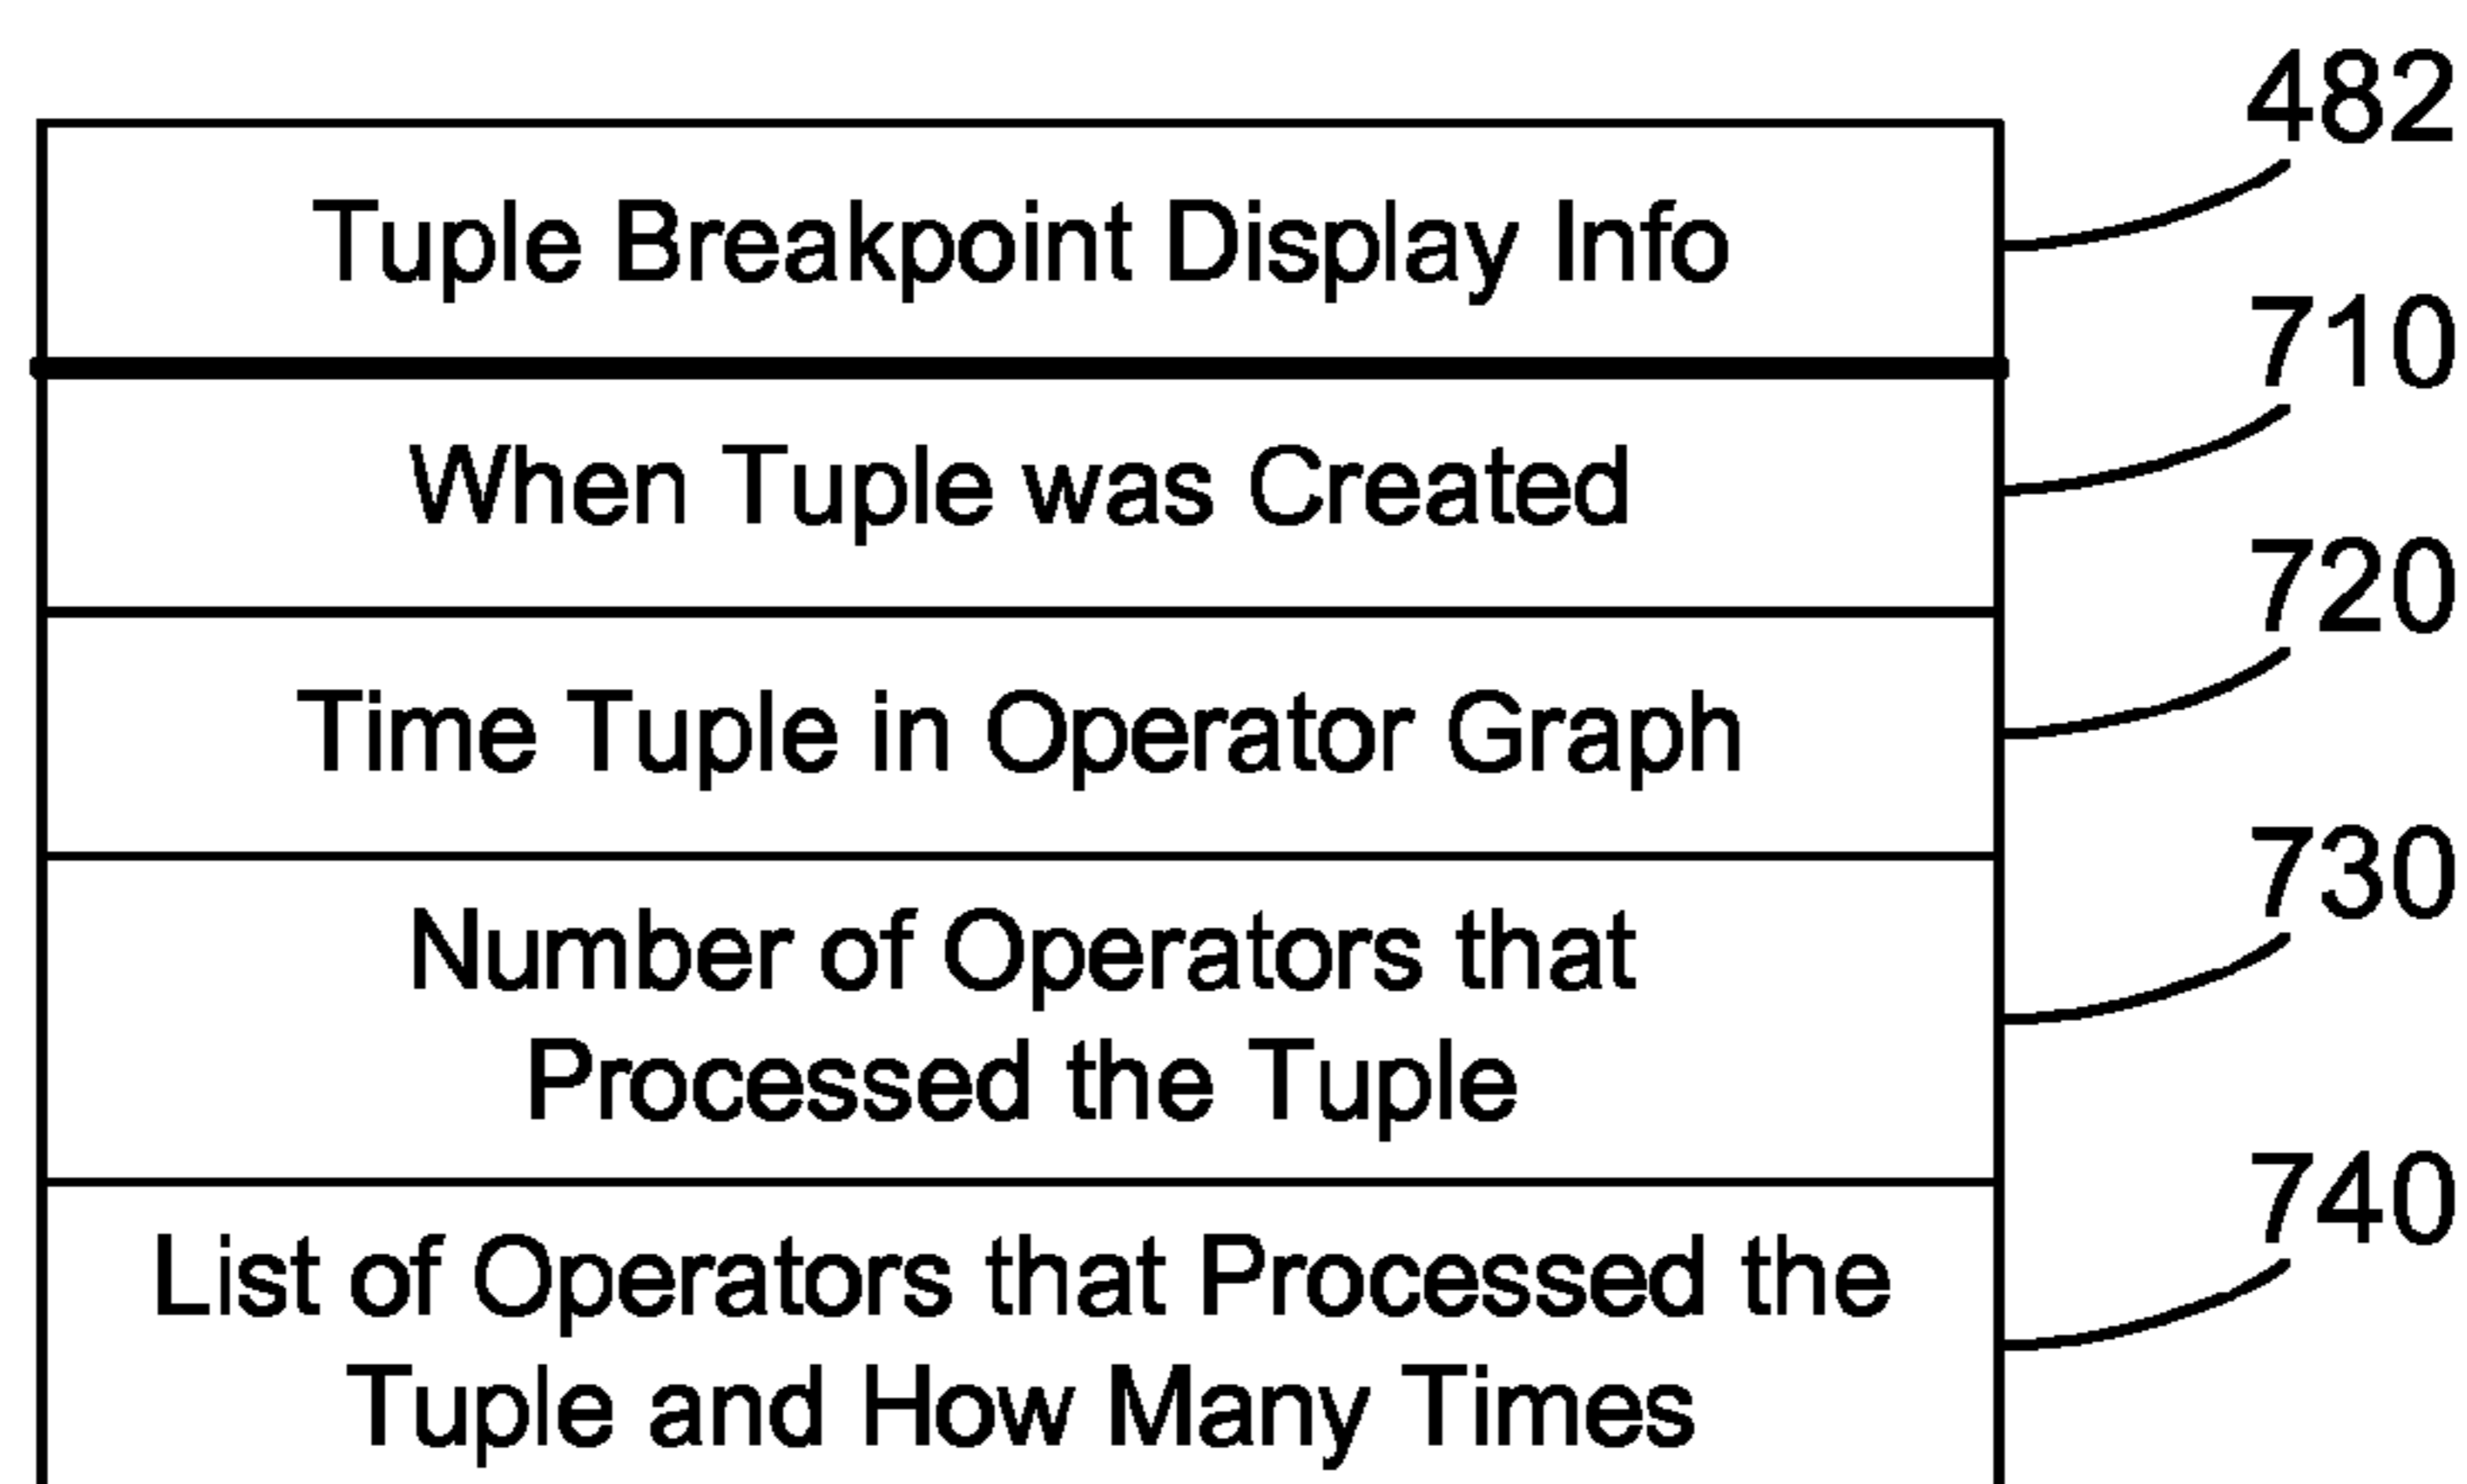 482
Tuple Breakpoint Display Info
710
When Tuple was Created
720
Time Tuple in Operator Graph
730
Number of Operators that
Processed the Tuple
740
List of Operators that Processed the
Tuple and How Many Times